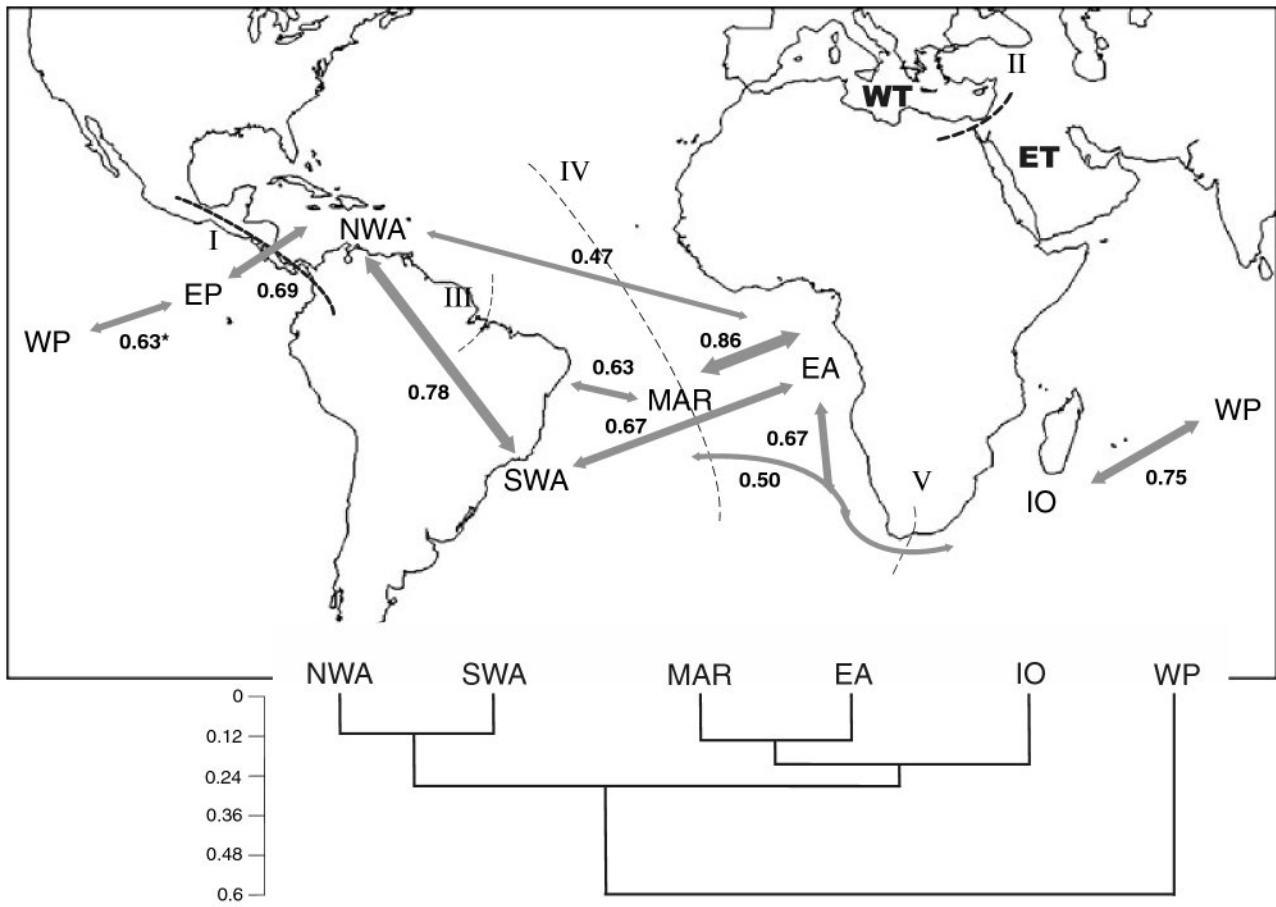 II
WT
ET
IV
I
NWA
0.47
EP
0.69
III
WP
0.63*
0.86
EA
0.63
0.78
MAR
WP
0.67
0.67
SWA
0.50
V
IO
0.75
NWA SWA MAR EA IO WP
0
0.12
0.24
0.36
0.48
0.6